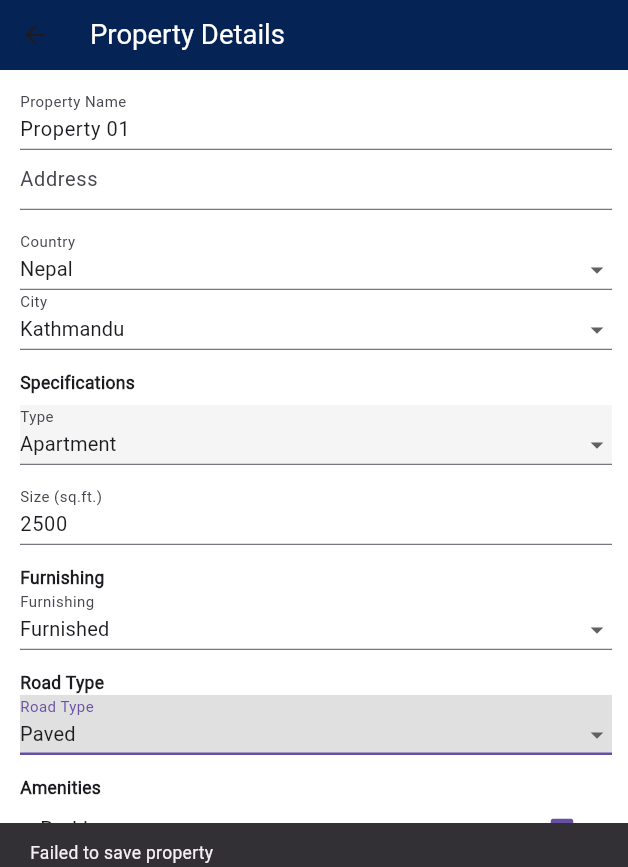 Property Details
Property Name
Property 01
Address
Country
Nepal
City
Kathmandu
Specifications
Type
Apartment
Size (sq.ft.)
2500
Furnishing
Furnishing
Furnished
Road Type
Road Type
Paved
Amenities
Failed to save property